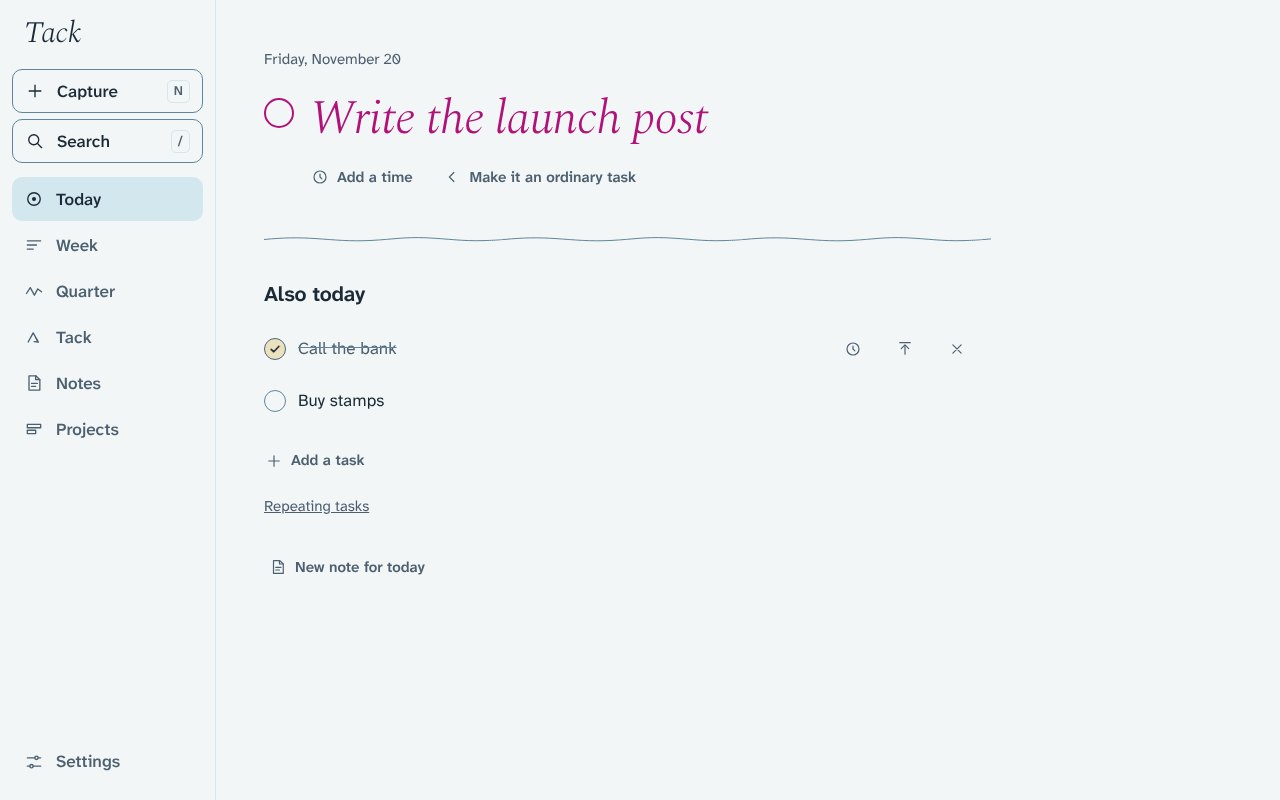 Tack
Capture N
Search /
Today
Week
Quarter
Tack
Notes
Projects
Settings
Friday, November 20
Write the launch post
Add a time
Make it an ordinary task
Also today
Call the bank
Buy stamps
Add a task
Repeating tasks
New note for today